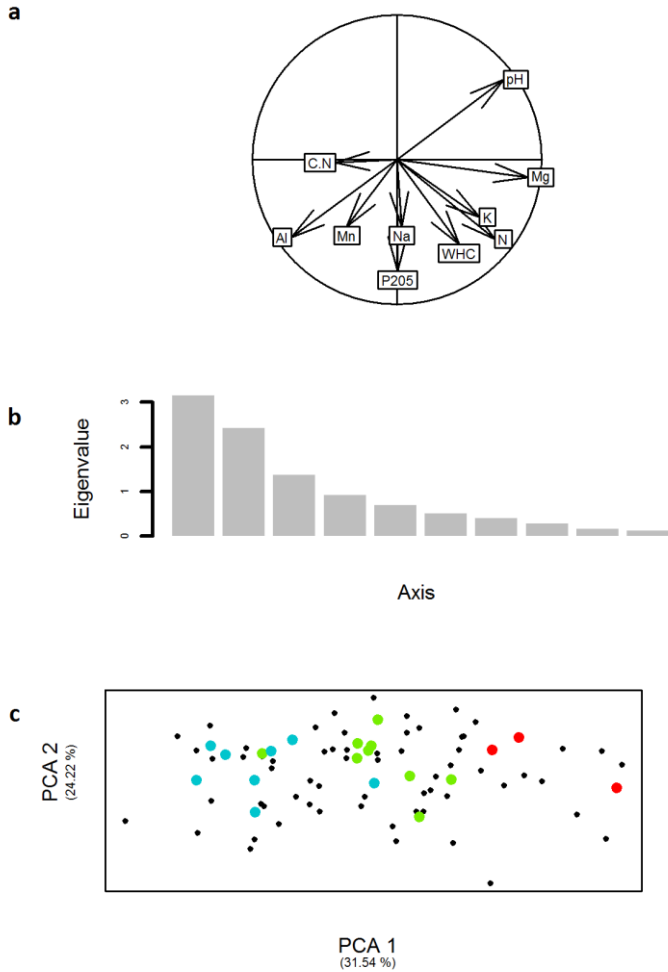 a
pH
C.N
Mg
K
Al
Mn
Na
N
WHC
P205
b
Eigenvalue
0 1 2 3
Axis
c
PCA 2
(24.22 %)
PCA 1
(31.54 %)